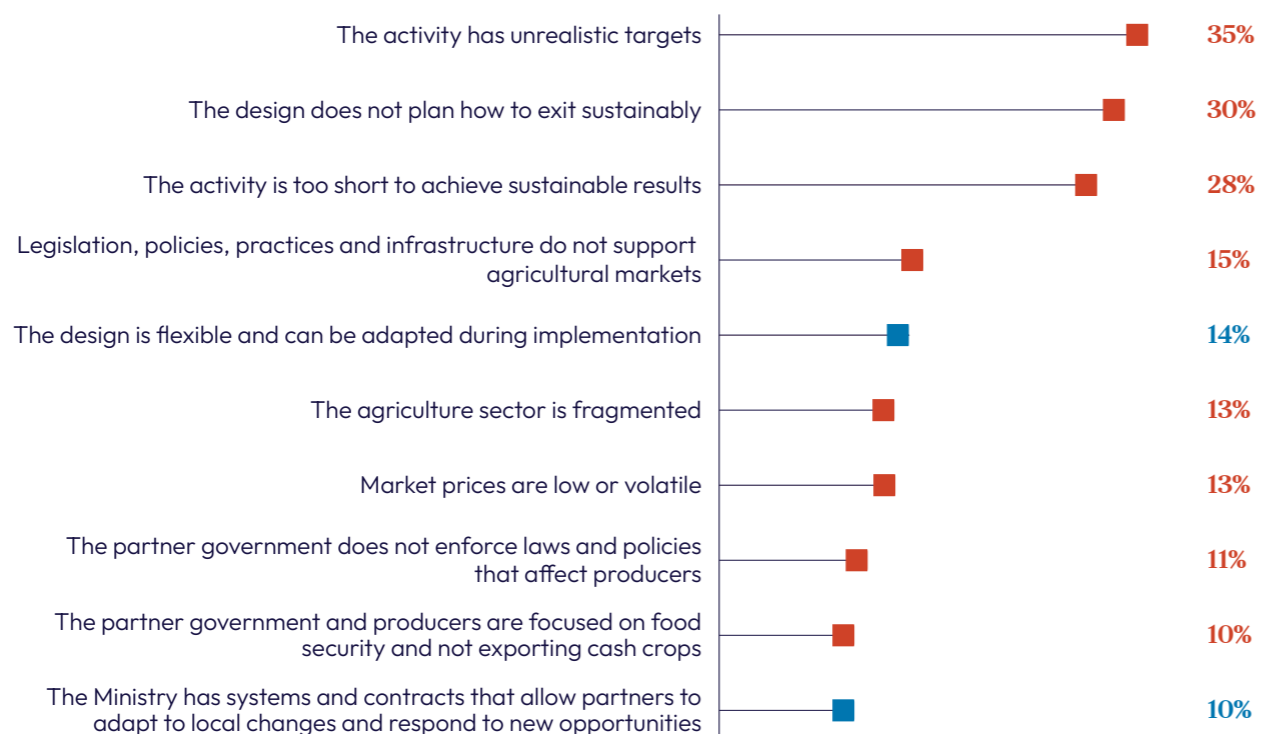 The activity has unrealistic targets 35%
The design does not plan how to exit sustainably 30%
The activity is too short to achieve sustainable results 28%
Legislation, policies, practices and infrastructure do not support
agricultural markets 15%
The design is flexible and can be adapted during implementation 14%
The agriculture sector is fragmented 13%
Market prices are low or volatile 13%
The partner government does not enforce laws and policies
that affect producers 11%
The partner government and producers are focused on food
security and not exporting cash crops 10%
The Ministry has systems and contracts that allow partners to
adapt to local changes and respond to new opportunities 10%